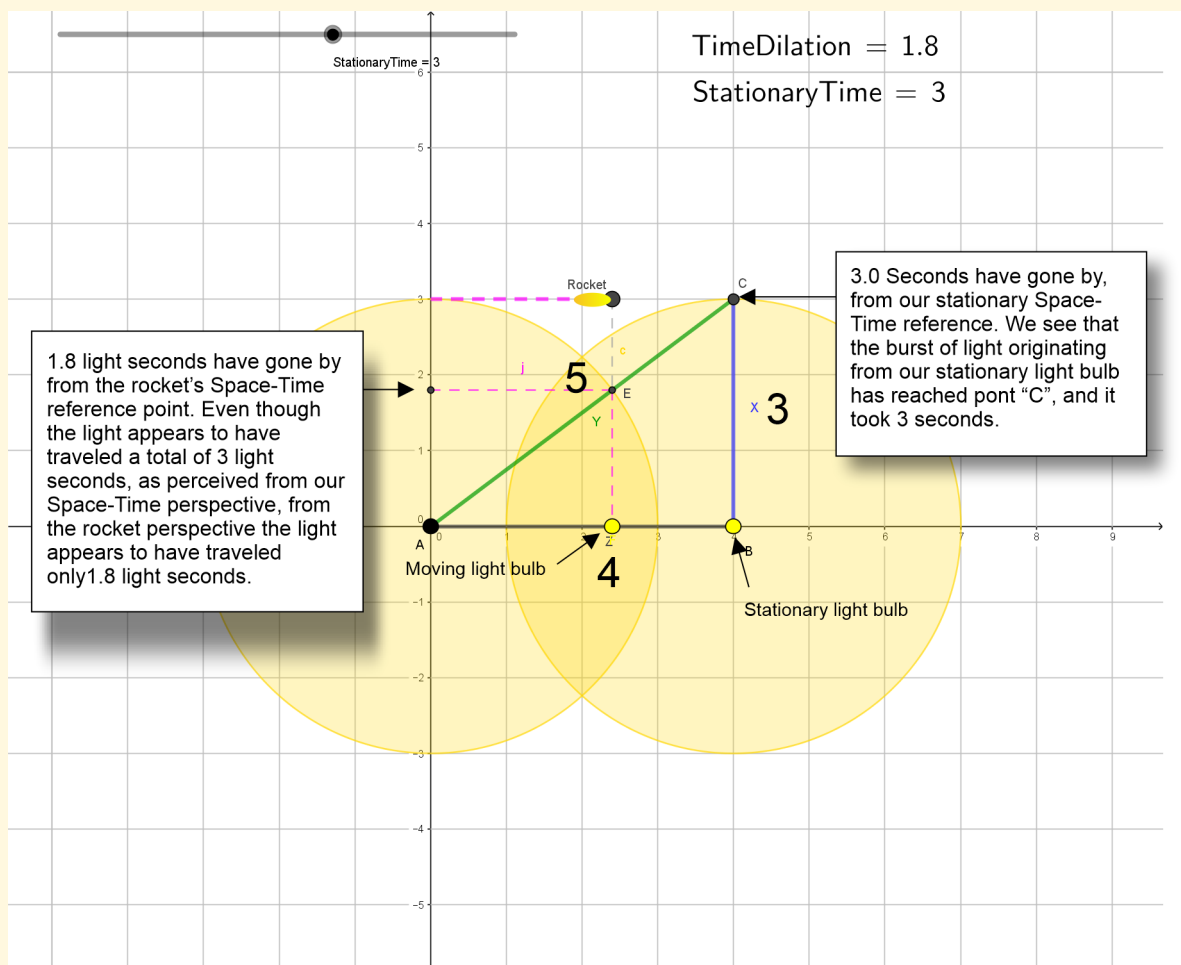 TimeDilation = 1.8
StationaryTime = 3
StationaryTime = 3
6
5
4
3
2
1
0
−1
−2
−3
−4
−5
0
1
2
3
4
5
6
7
8
9
Rocket
C
c
j
5
E
Y
X
3
A
Z
B
4
Moving light bulb
Stationary light bulb
1.8 light seconds have gone by
from the rocket's Space-Time
reference point. Even though
the light appears to have
traveled a total of 3 light
seconds, as perceived from our
Space-Time perspective, from
the rocket perspective the light
appears to have traveled
only1.8 light seconds.
3.0 Seconds have gone by,
from our stationary Space-
Time reference. We see that
the burst of light originating
from our stationary light bulb
has reached pont “C”, and it
took 3 seconds.